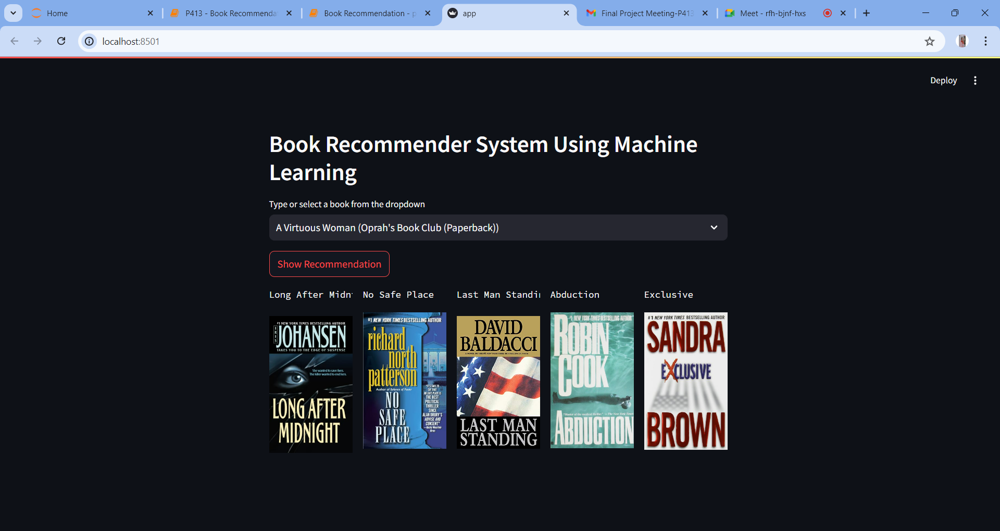 Home
P413 - Book Recommenda
Book Recommendation - p
app
Final Project Meeting-P413
Meet - rfh-bjnf-hxs
localhost:8501
Deploy
Book Recommender System Using Machine
Learning
Type or select a book from the dropdown
A Virtuous Woman (Oprah's Book Club (Paperback))
Show Recommendation
Long After Midn
No Safe Place
Last Man Standin
Abduction
Exclusive
#1 NEW YORK TIMES BESTSELLING AUTHOR
IRIS
JOHANSEN
TAKES YOU TO THE EDGE OF SUSPENSE
She wanted to save lives.
The killer wanted to end hers.
LONG AFTER
MIDNIGHT
#1 NEW YORK TIMES BESTSELLING AUTHOR
richard
north
patterson
Author of Balance of Power
"IT'S SAFE TO
SAY THAT
NO SAFE PLACE IS
THE BEST
POLITICAL
THRILLER
SINCE
ALAN DRURY'S
ADVISE AND
CONSENT."
—Rocky Mountain
News
NO
SAFE
PLACE
DAVID
BALDACCI
A NOVEL BY THE #1 NEW YORK TIMES BESTSELLING AUTHOR
LAST MAN
STANDING
#1 NEW YORK TIMES BESTSELLING AUTHOR
ROBIN
COOK
"Master of the medical thriller." —The New York Times
ABDUCTION
#1 NEW YORK TIMES BESTSELLING AUTHOR
SANDRA
EXCLUSIVE
BROWN